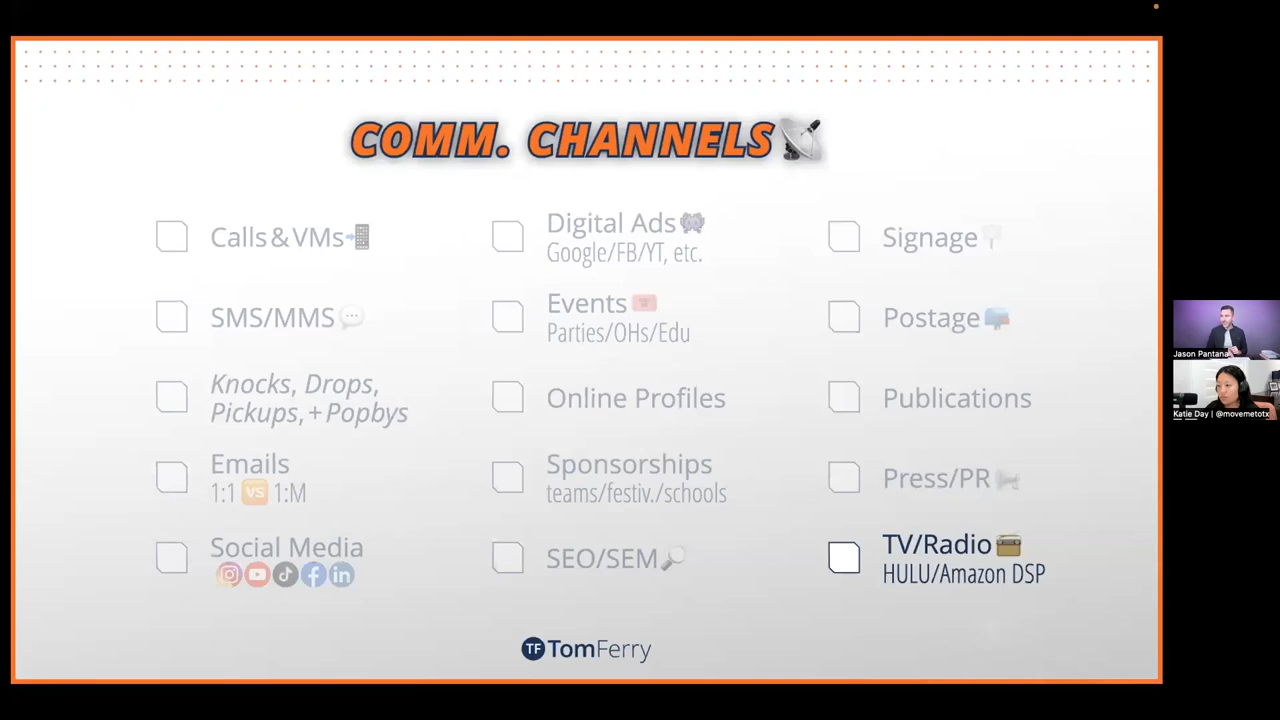 COMM. CHANNELS
Calls & VMs
SMS/MMS
Knocks, Drops,
Pickups, + Popbys
Emails
1:1 VS 1:M
Social Media
Digital Ads
Google/FB/YT, etc.
Events
Parties/OHs/Edu
Online Profiles
Sponsorships
teams/festiv./schools
SEO/SEM
Signage
Postage
Publications
Press/PR
TV/Radio
HULU/Amazon DSP
TF TomFerry
Jason Pantana
Katie Day | @movemetotx